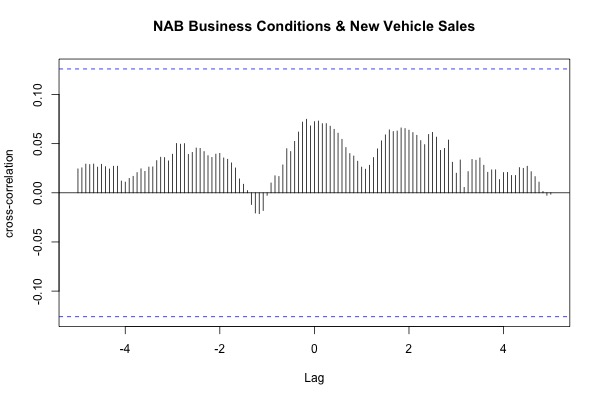 NAB Business Conditions & New Vehicle Sales
cross-correlation
0.10
0.05
0.00
-0.05
-0.10
-4 -2 0 2 4
Lag